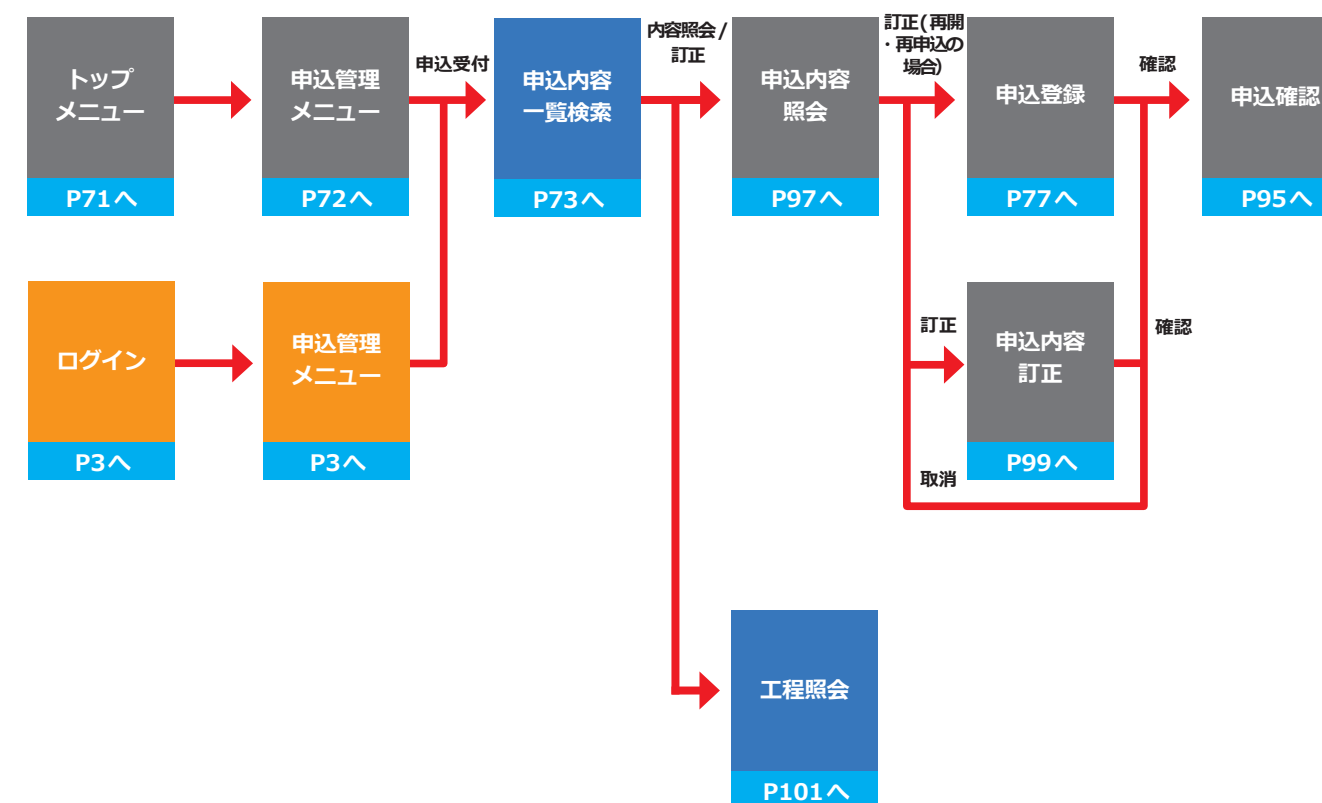 トップ
メニュー
P71へ
申込管理
メニュー
P72へ
申込受付
申込内容
一覧検索
P73へ
内容照会 /
訂正
申込内容
照会
P97へ
訂正( 再開
・再申込の
場合)
申込登録
P77へ
確認
申込確認
P95へ
ログイン
P3へ
申込管理
メニュー
P3へ
訂正
申込内容
訂正
P99へ
確認
取消
工程照会
P101へ